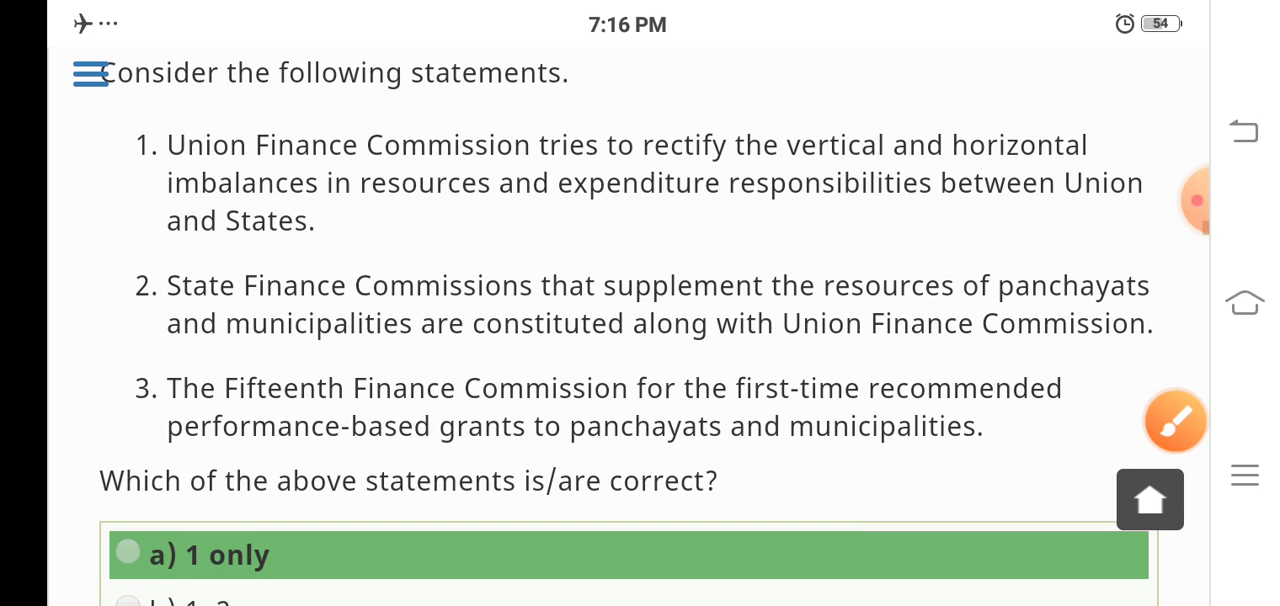 7:16 PM
54
Consider the following statements.
1. Union Finance Commission tries to rectify the vertical and horizontal
imbalances in resources and expenditure responsibilities between Union
and States.
2. State Finance Commissions that supplement the resources of panchayats
and municipalities are constituted along with Union Finance Commission.
3. The Fifteenth Finance Commission for the first-time recommended
performance-based grants to panchayats and municipalities.
Which of the above statements is/are correct?
a) 1 only